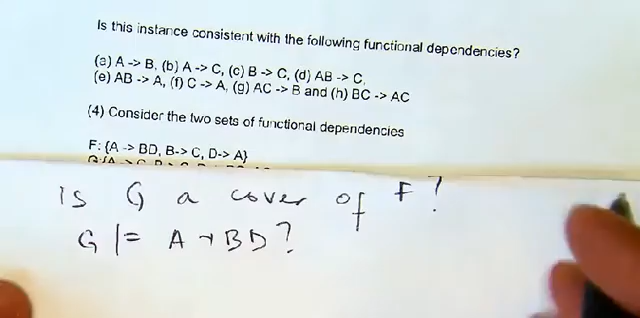 Is this instance consistent with the following functional dependencies?
(a) A -> B, (b) A -> C, (c) B -> C, (d) AB -> C,
(e) AB -> A, (f) C -> A, (g) AC -> B and (h) BC -> AC
(4) Consider the two sets of functional dependencies
F: {A -> BD, B-> C, D-> A}
Is G a cover of F?
G |= A → BD?